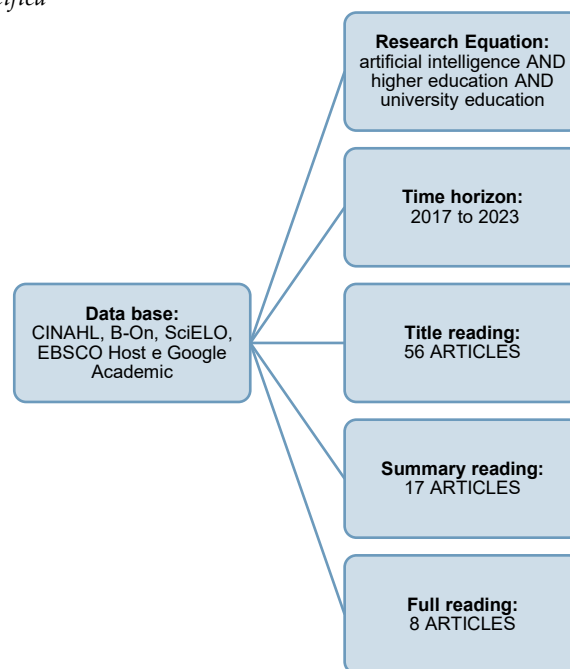 Research Equation:
artificial intelligence AND
higher education AND
university education
Time horizon:
2017 to 2023
Data base:
CINAHL, B-On, SciELO,
EBSCO Host e Google
Academic
Title reading:
56 ARTICLES
Summary reading:
17 ARTICLES
Full reading:
8 ARTICLES